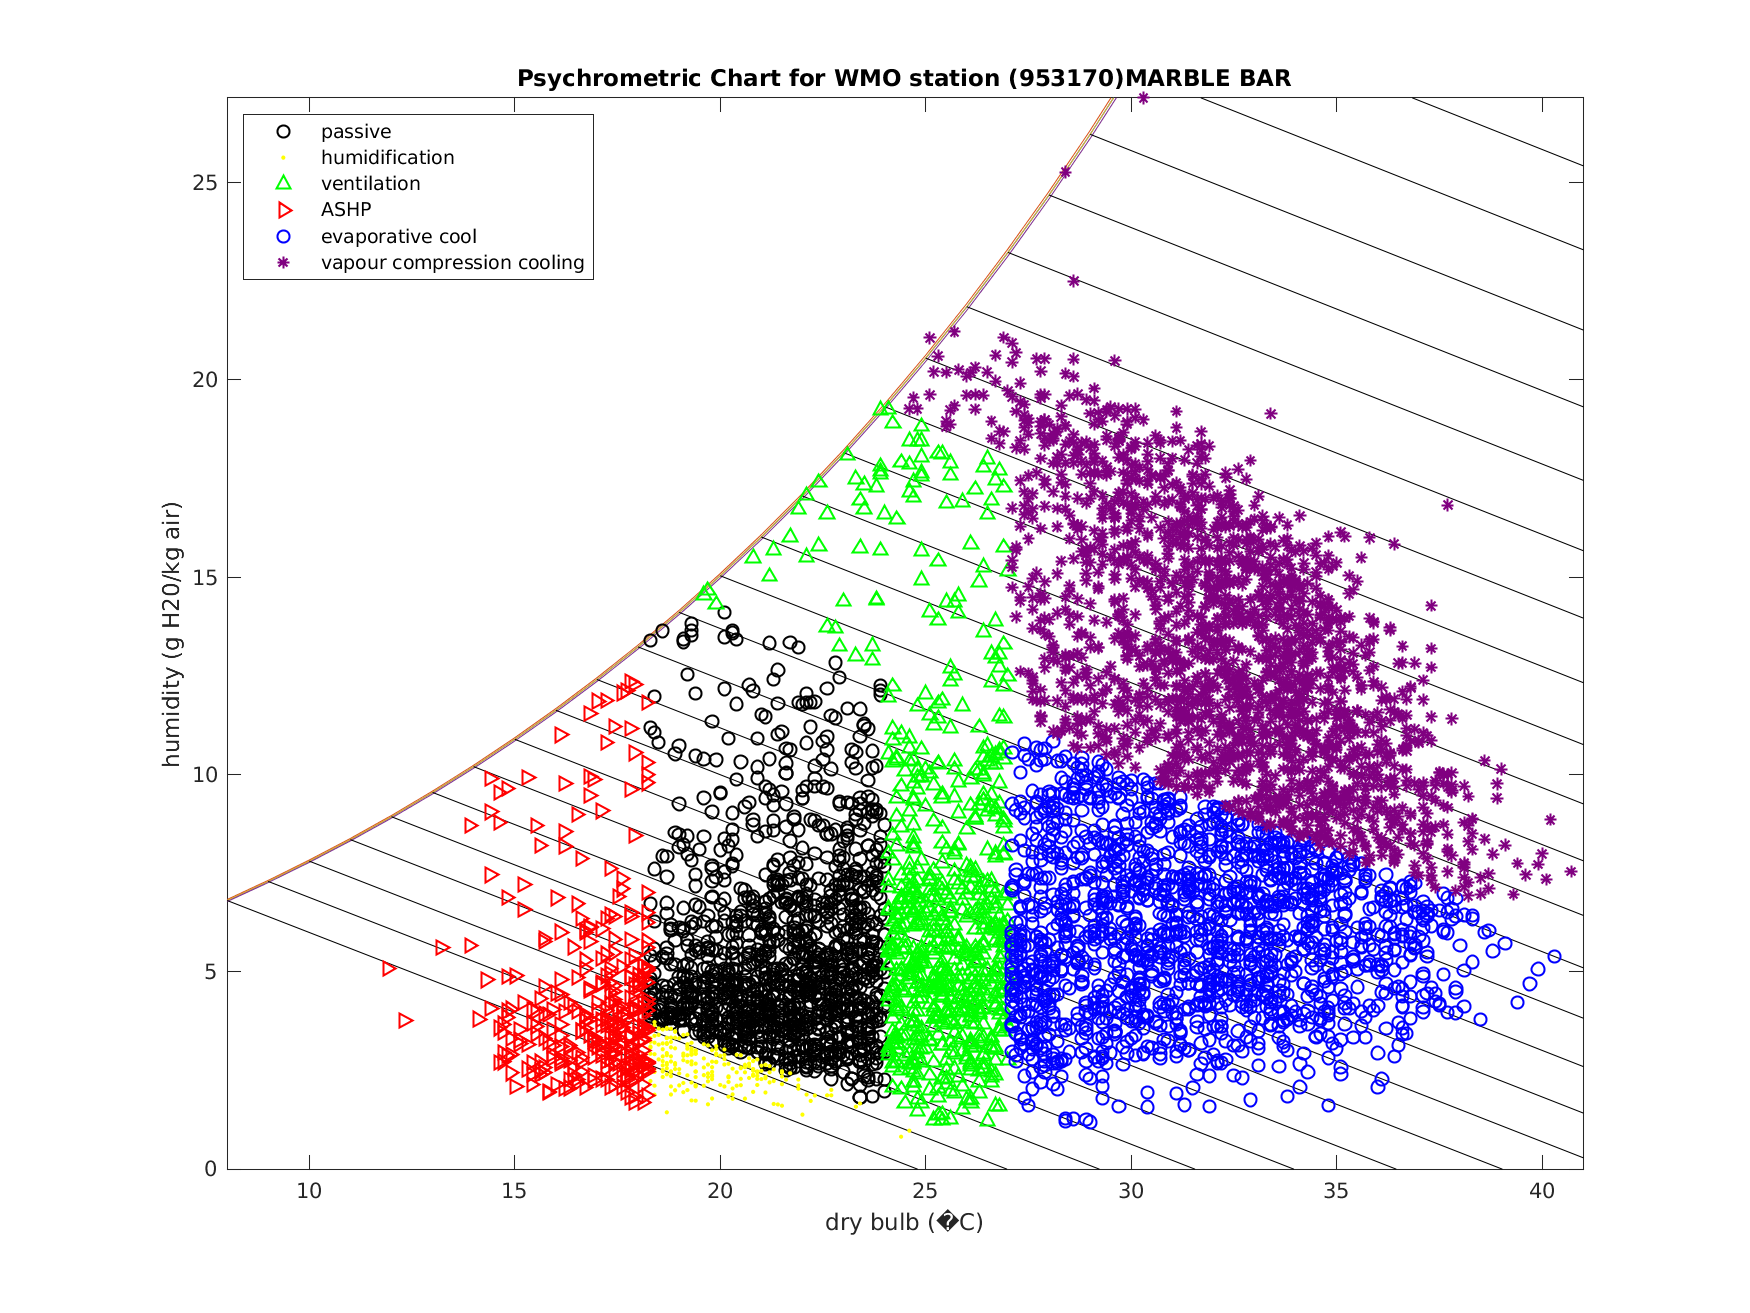 Psychrometric Chart for WMO station (953170)MARBLE BAR
passive
humidification
ventilation
ASHP
evaporative cool
vapour compression cooling
humidity (g H20/kg air)
25
20
15
10
5
0
10 15 20 25 30 35 40
dry bulb (�C)